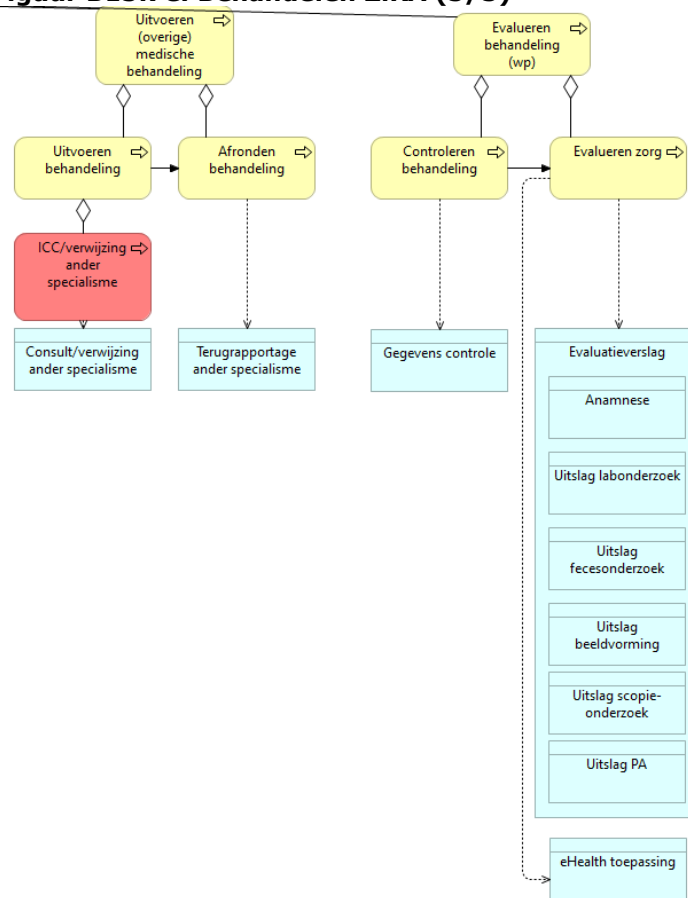 Uitvoeren
(overige)
medische
behandeling
Evalueren
behandeling
(wp)
Uitvoeren
behandeling
Afronden
behandeling
Controleren
behandeling
Evalueren zorg
ICC/verwijzing
ander
specialisme
Consult/verwijzing
ander specialisme
Terugrapportage
ander specialisme
Gegevens controle
Evaluatieverslag
Anamnese
Uitslag labonderzoek
Uitslag
fecesonderzoek
Uitslag
beeldvorming
Uitslag scopie-
onderzoek
Uitslag PA
eHealth toepassing